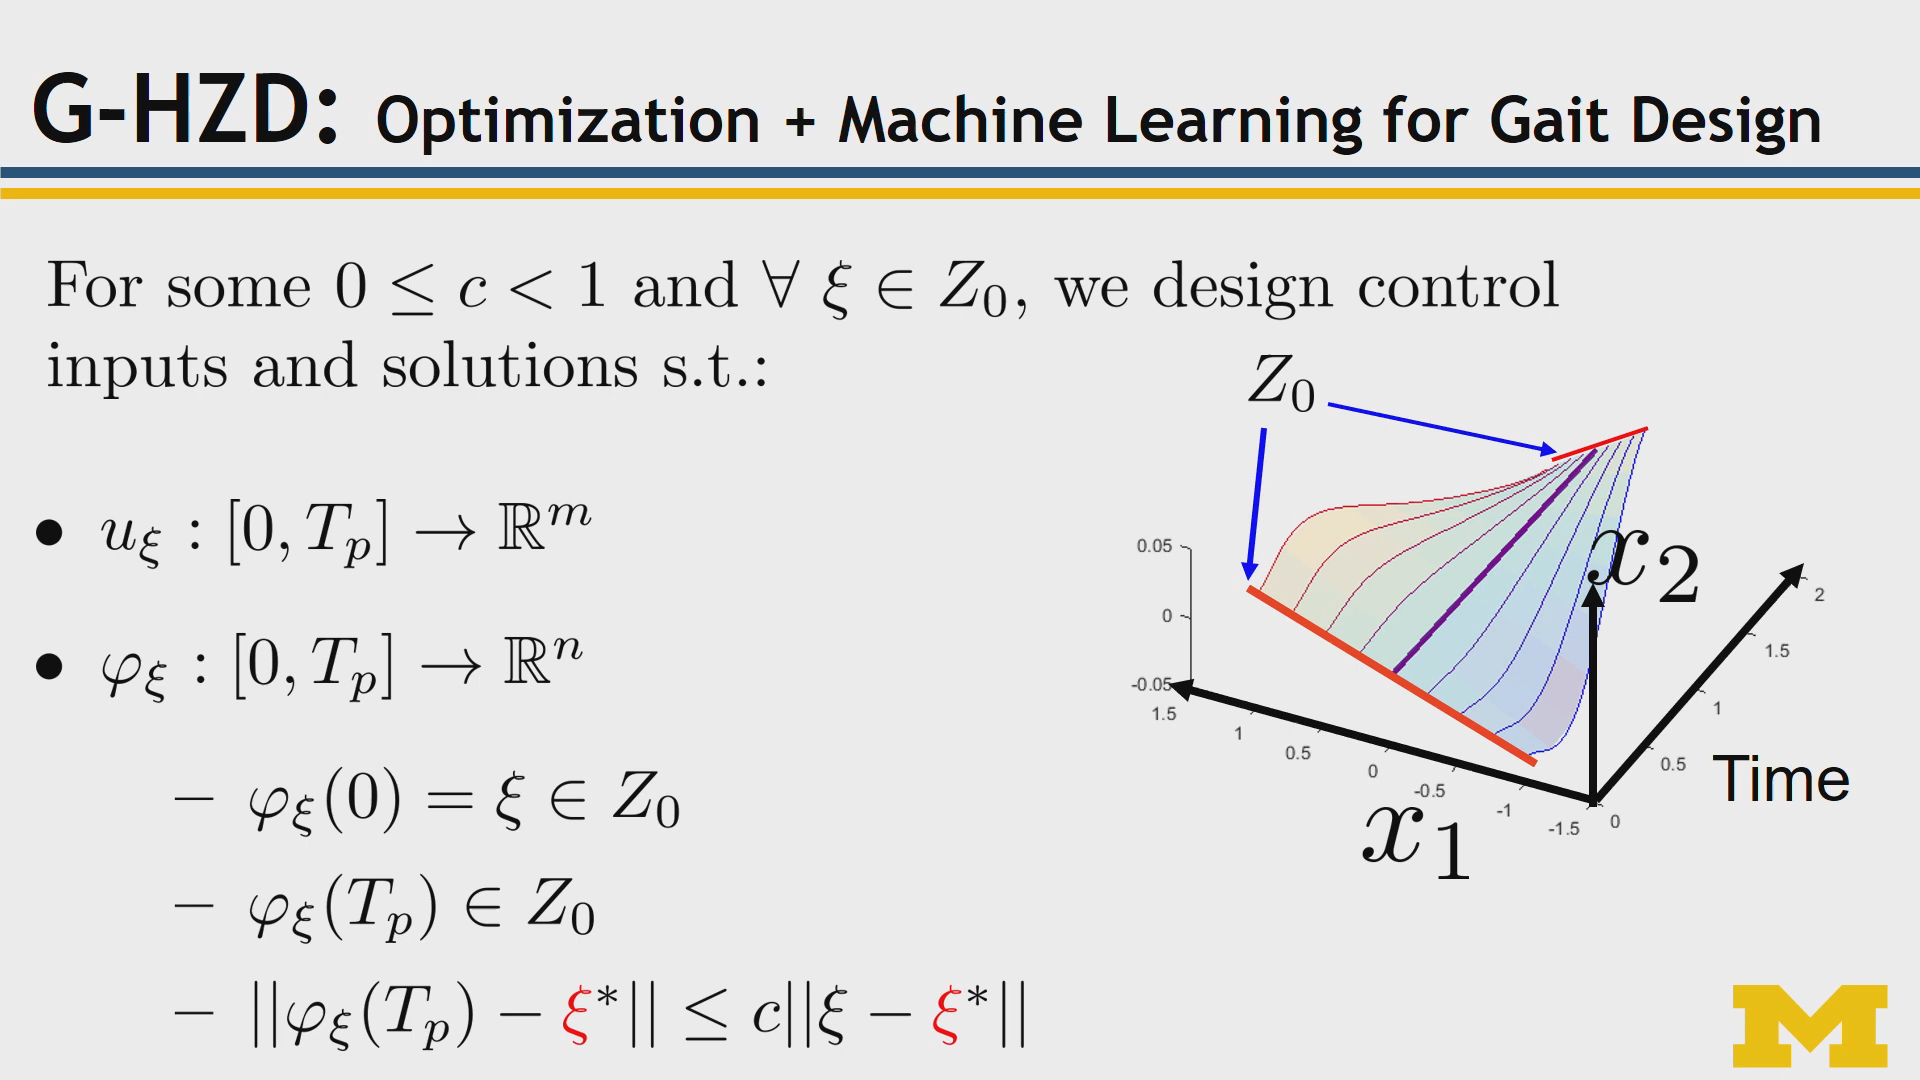 G-HZD: Optimization + Machine Learning for Gait Design
For some 0 ≤ c < 1 and ∀ ξ ∈ Z₀, we design control
inputs and solutions s.t.:
• u_ξ : [0, T_p] → ℝᵐ
• φ_ξ : [0, T_p] → ℝⁿ
– φ_ξ(0) = ξ ∈ Z₀
– φ_ξ(T_p) ∈ Z₀
– ||φ_ξ(T_p) − ξ*|| ≤ c||ξ − ξ*||
Z₀
x₂
0.05
0
-0.05
1.5
1
0.5
0
-0.5
-1
-1.5
x₁
0
0.5
1
1.5
2
Time
M